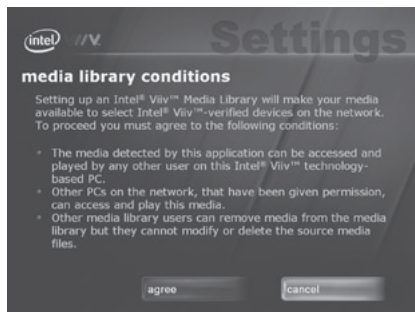 intel //V.
Settings
media library conditions
Setting up an Intel® Viiv™ Media Library will make your media
available to select Intel® Viiv™-verified devices on the network.
To proceed you must agree to the following conditions:
• The media detected by this application can be accessed and
played by any other user on this Intel® Viiv™ technology-
based PC.
• Other PCs on the network, that have been given permission,
can access and play this media.
• Other media library users can remove media from the media
library but they cannot modify or delete the source media
files.
agree cancel